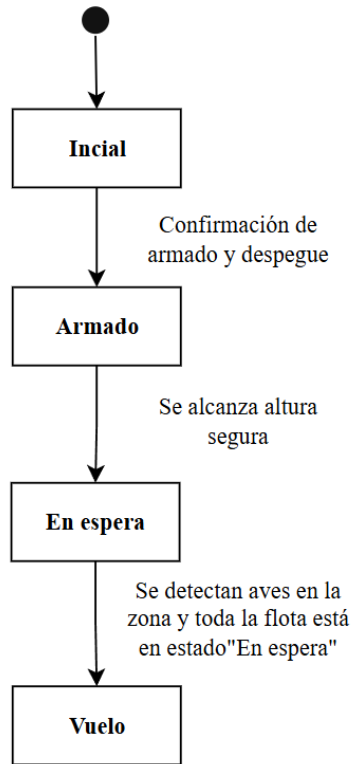 Incial
Confirmación de
armado y despegue
Armado
Se alcanza altura
segura
En espera
Se detectan aves en la
zona y toda la flota está
en estado"En espera"
Vuelo